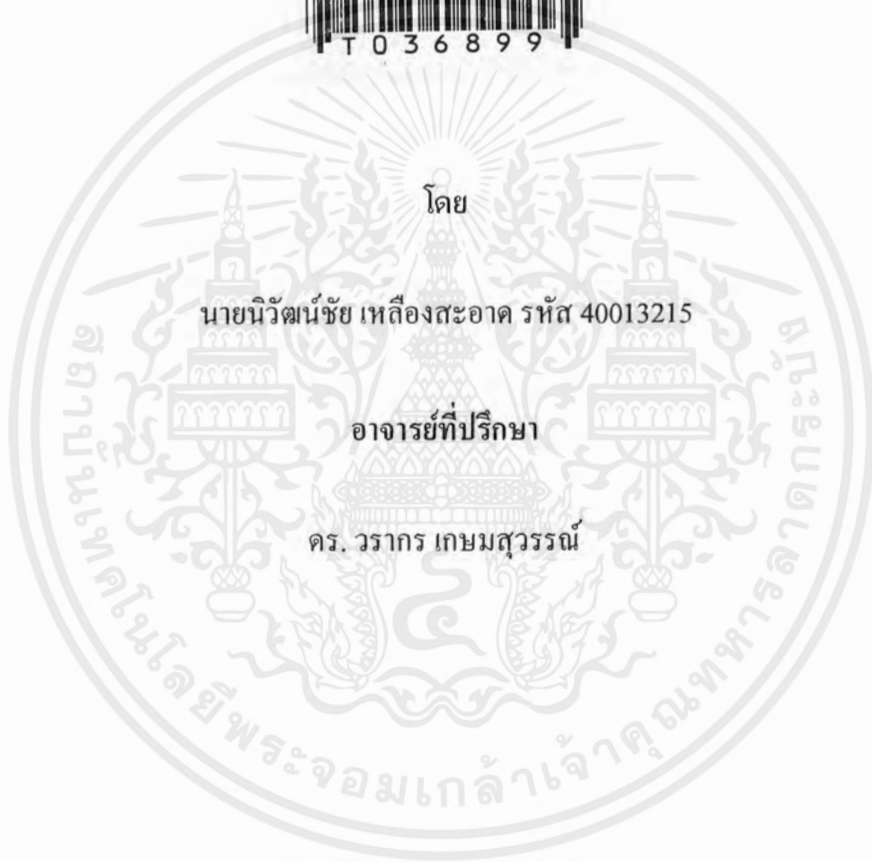 T036899
โดย
นายนิวัฒน์ชัย เหลืองสะอาด รหัส 40013215
อาจารย์ที่ปรึกษา
ดร. วรากร เกษมสุวรรณ์
สถาบันเทคโนโลยีพระจอมเกล้าเจ้าคุณทหารลาดกระบัง